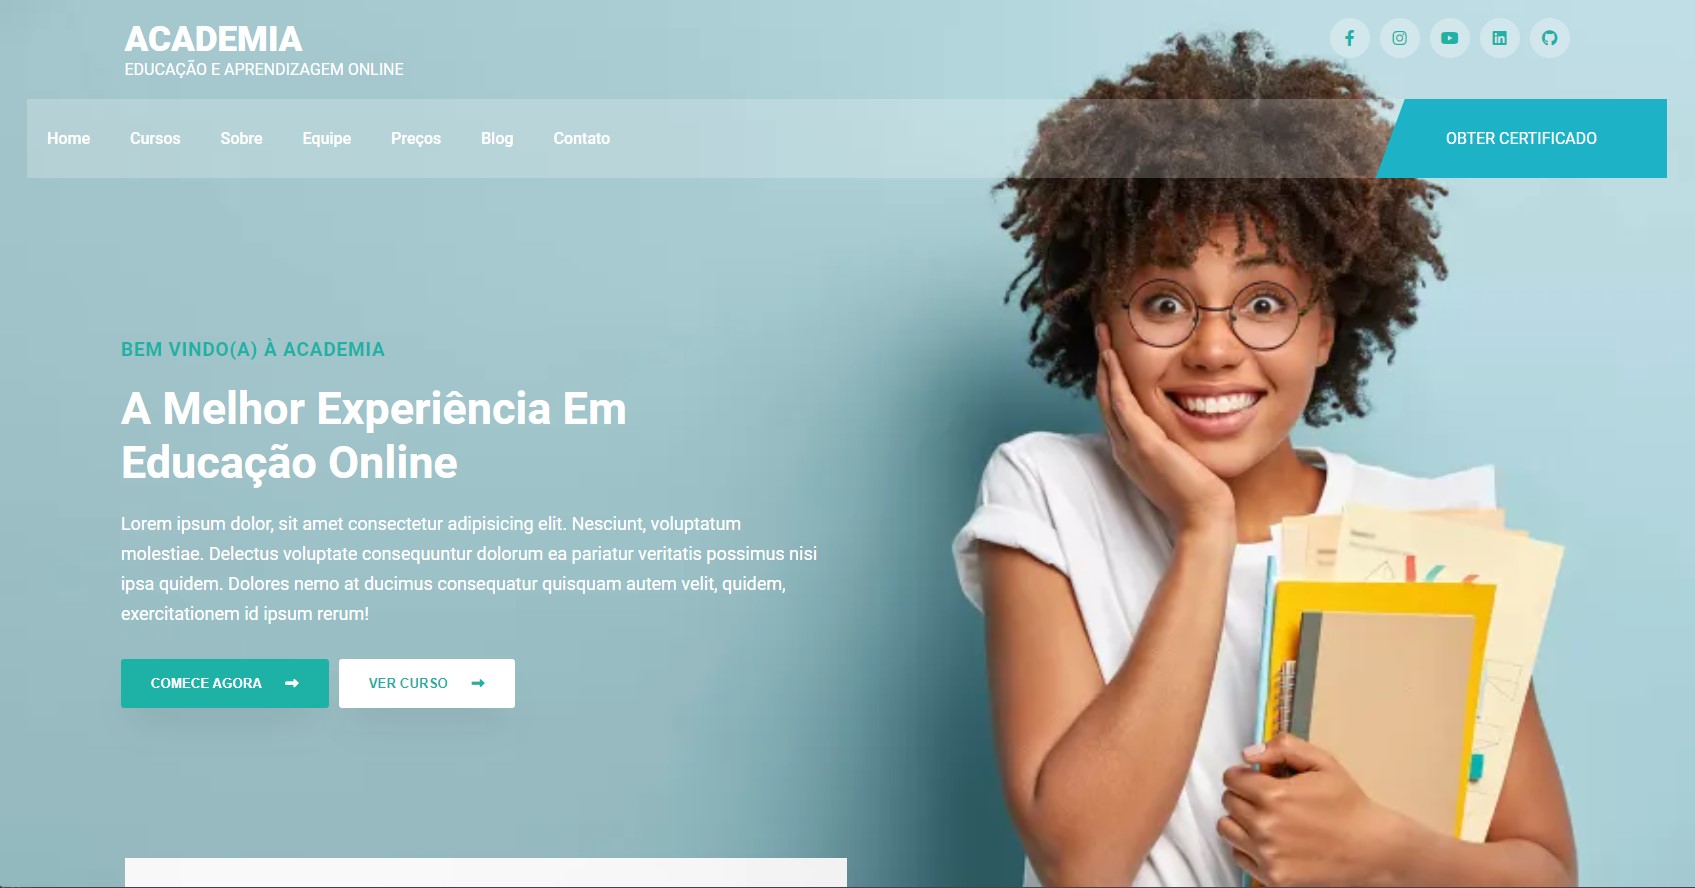 ACADEMIA
EDUCAÇÃO E APRENDIZAGEM ONLINE
Home Cursos Sobre Equipe Preços Blog Contato
OBTER CERTIFICADO
BEM VINDO(A) À ACADEMIA
A Melhor Experiência Em
Educação Online
Lorem ipsum dolor, sit amet consectetur adipisicing elit. Nesciunt, voluptatum
molestiae. Delectus voluptate consequuntur dolorum ea pariatur veritatis possimus nisi
ipsa quidem. Dolores nemo at ducimus consequatur quisquam autem velit, quidem,
exercitationem id ipsum rerum!
COMECE AGORA
VER CURSO